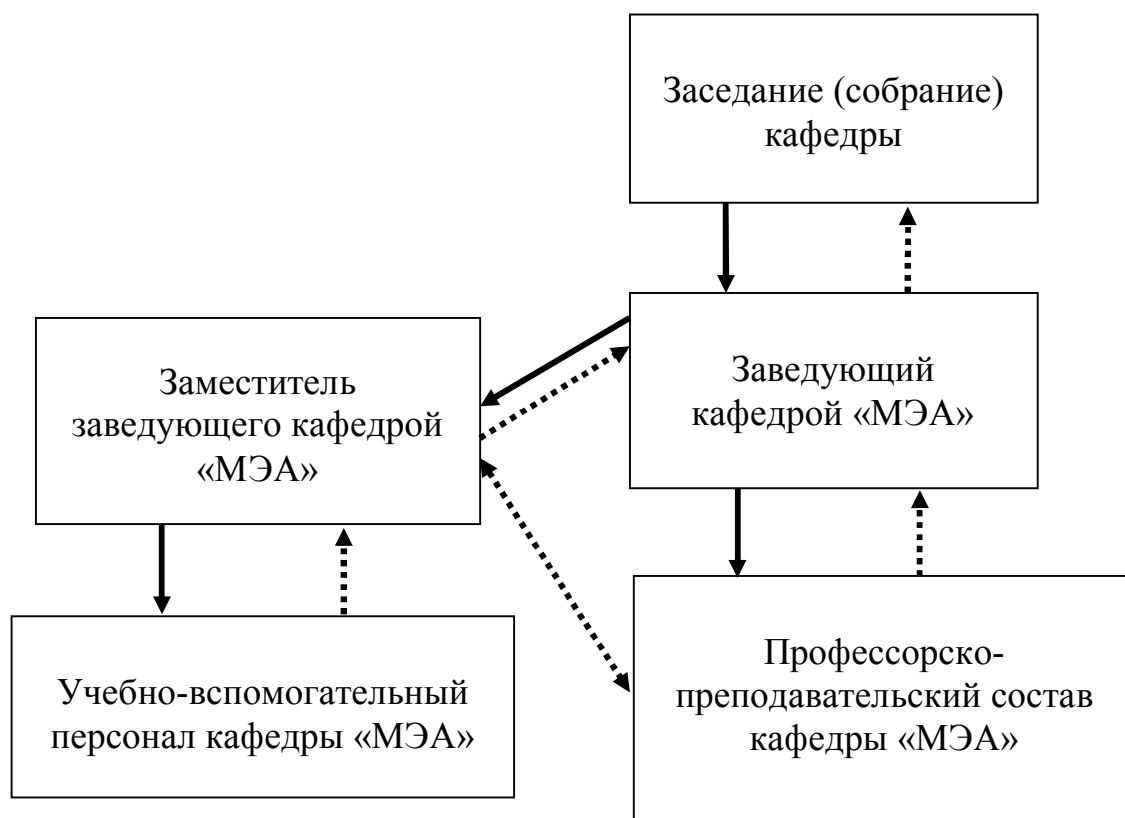 Заседание (собрание)
кафедры
Заместитель
заведующего кафедрой
«МЭА»
Заведующий
кафедрой «МЭА»
Учебно-вспомогательный
персонал кафедры «МЭА»
Профессорско-
преподавательский состав
кафедры «МЭА»